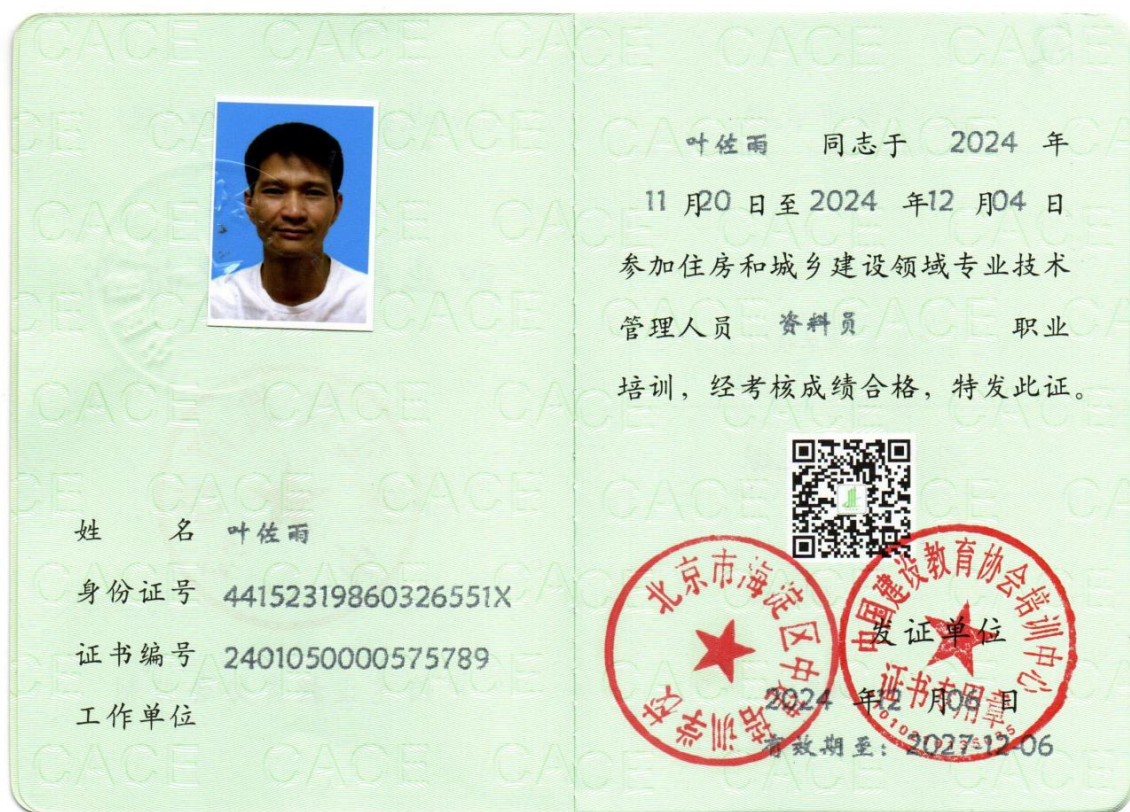 姓 名 叶佐雨
身份证号 44152319860326551X
证书编号 2401050000575789
工作单位
叶佐雨 同志于 2024 年
11 月20 日至 2024 年12 月04 日
参加住房和城乡建设领域专业技术
管理人员 资料员 职业
培训，经考核成绩合格，特发此证。
北京市海淀区中建培训学校
中国建设教育协会培训中心
证书专用章
发证单位
2024 年12 月06 日
有效期至：2027-12-06
CACE